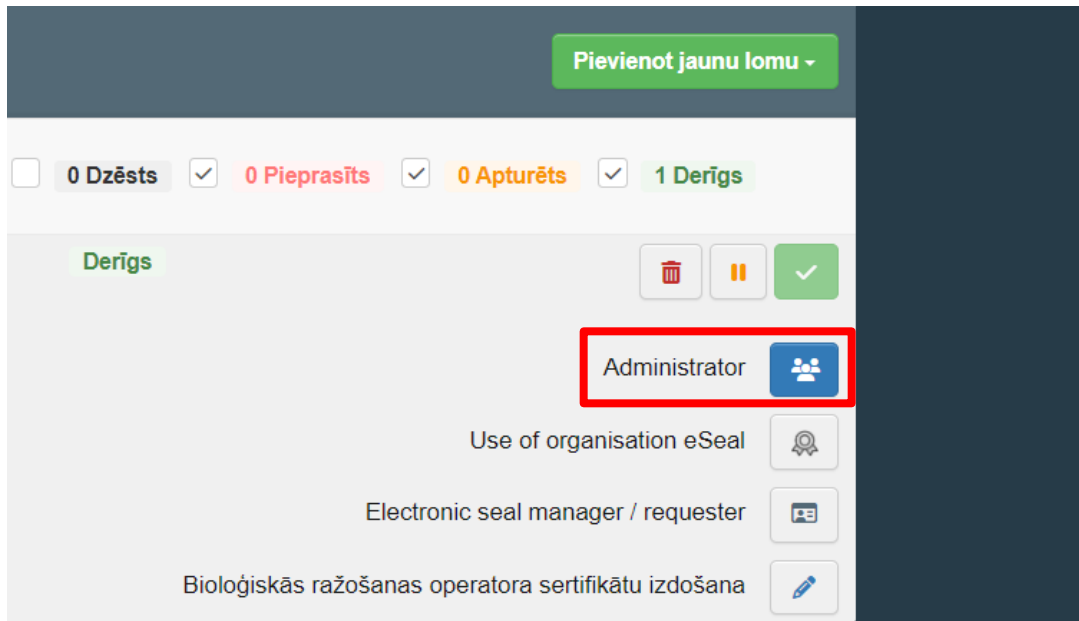 Pievienot jaunu lomu
0 Dzēsts 0 Pieprasīts 0 Apturēts 1 Derīgs
Derīgs
Administrator
Use of organisation eSeal
Electronic seal manager / requester
Bioloģiskās ražošanas operatora sertifikātu izdošana